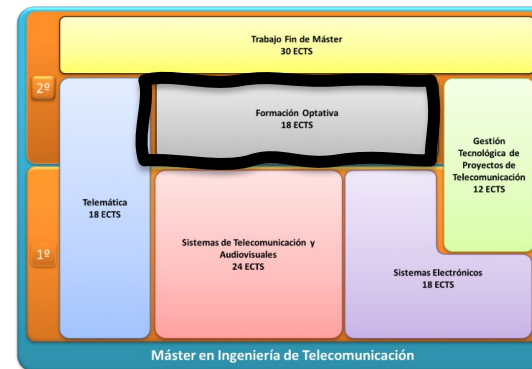 Trabajo Fin de Máster
30 ECTS
2º
Formación Optativa
18 ECTS
Gestión
Tecnológica de
Proyectos de
Telecomunicación
12 ECTS
Telemática
18 ECTS
1º
Sistemas de Telecomunicación y
Audiovisuales
24 ECTS
Sistemas Electrónicos
18 ECTS
Máster en Ingeniería de Telecomunicación